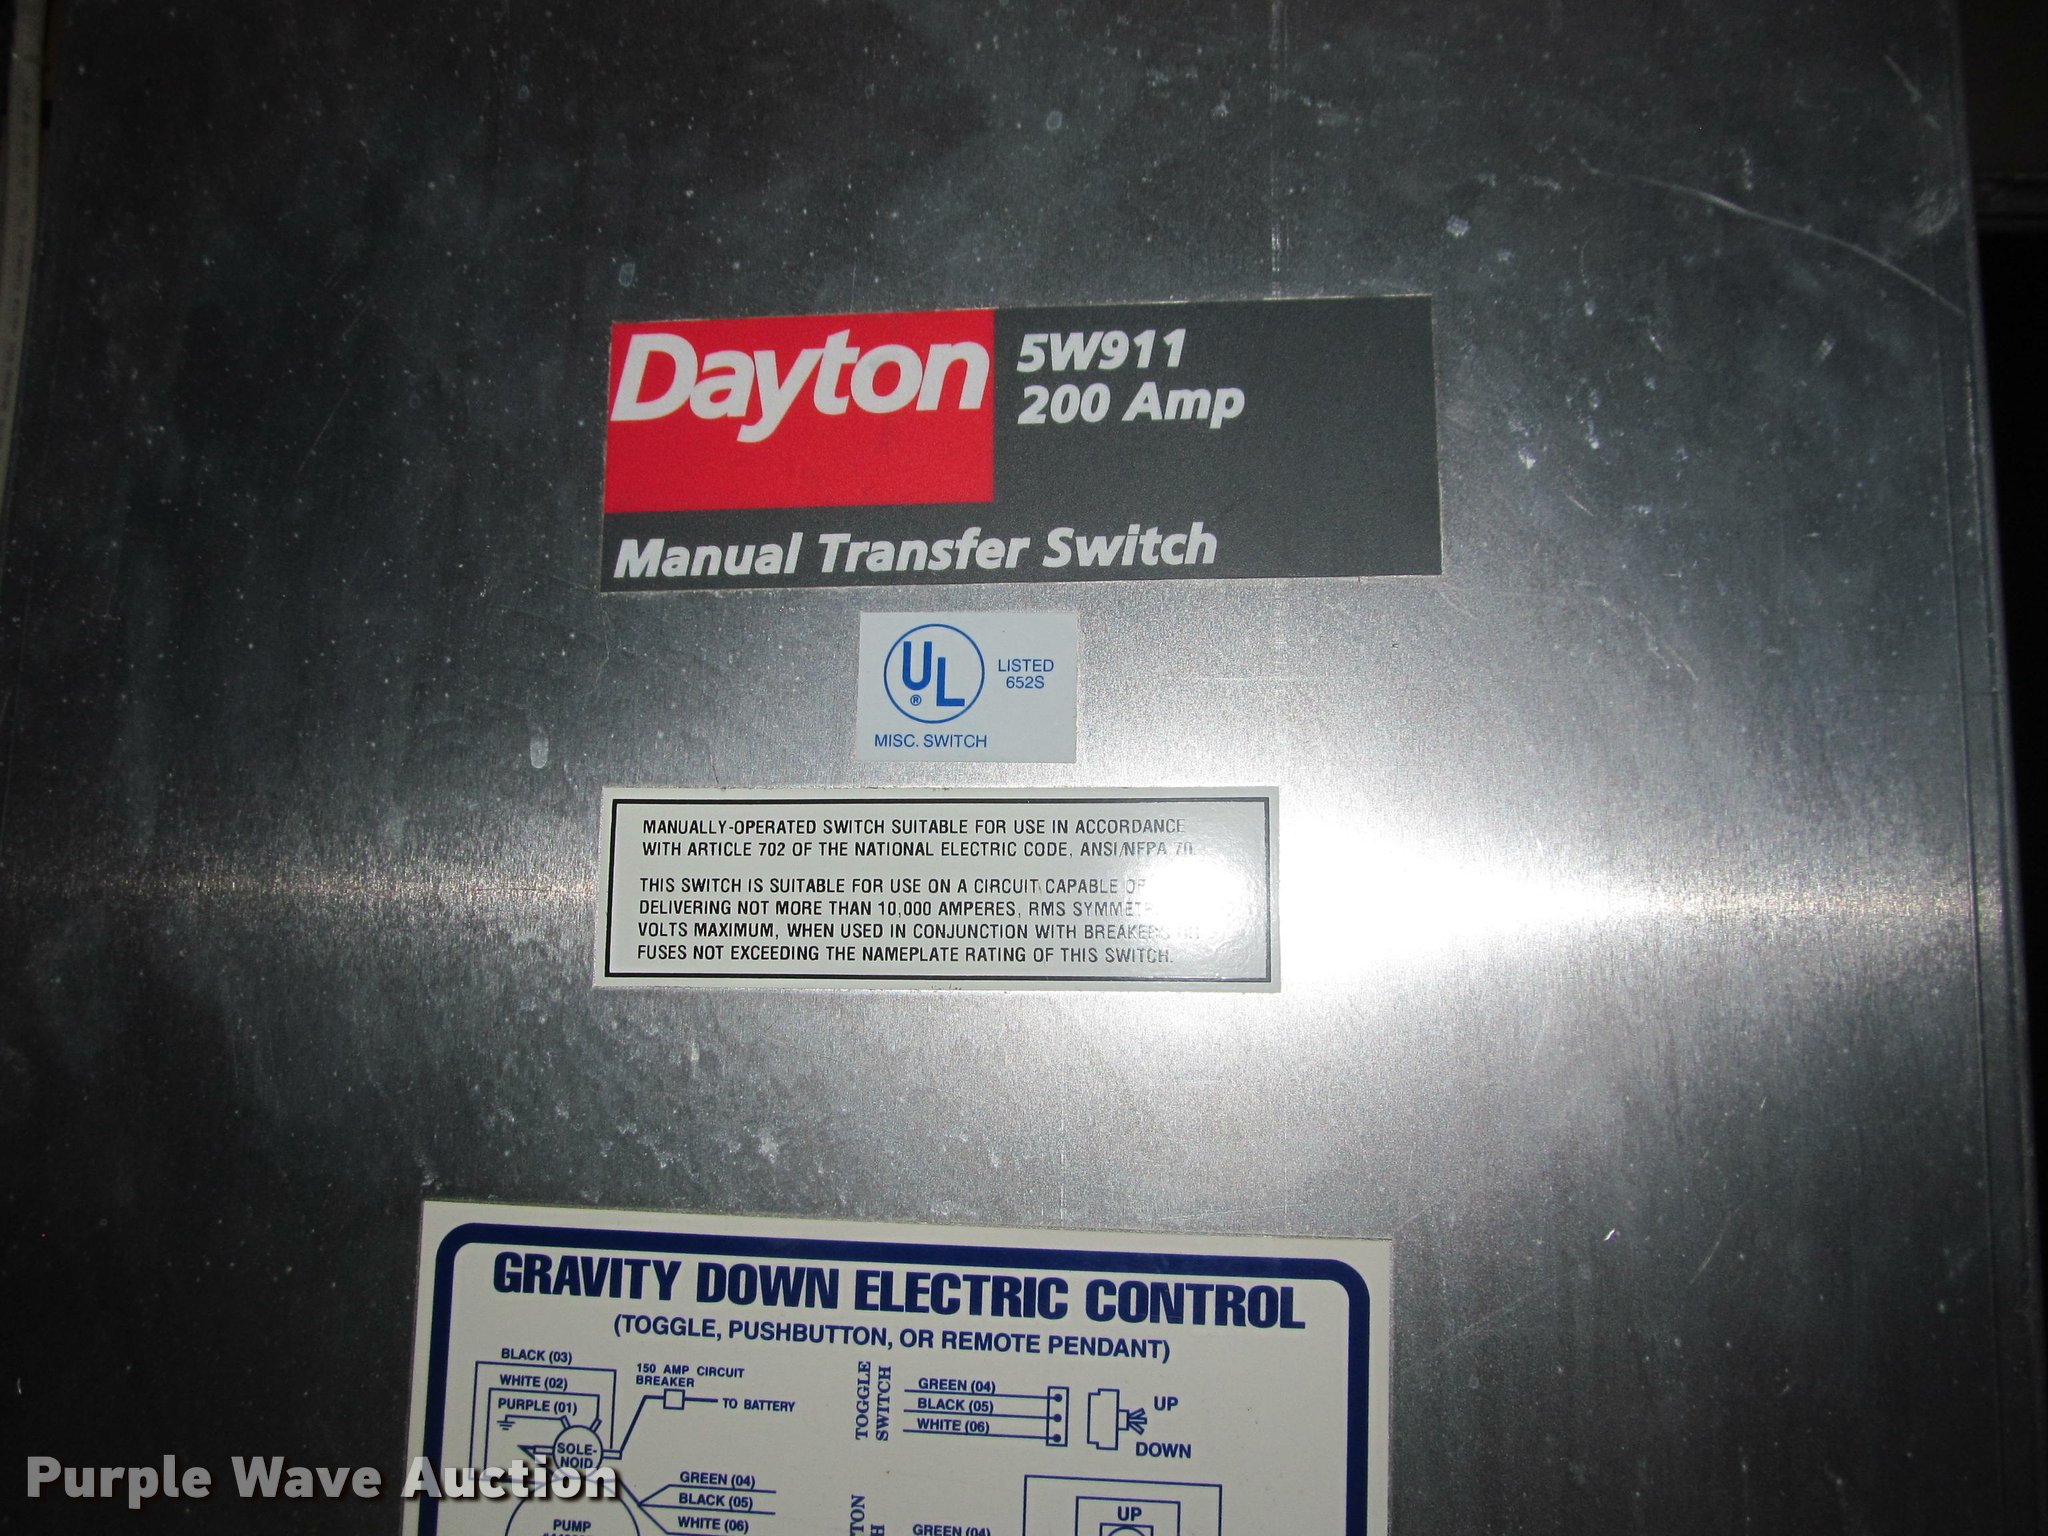 Dayton
5W911
200 Amp
Manual Transfer Switch
UL
®
LISTED
652S
MISC. SWITCH
MANUALLY-OPERATED SWITCH SUITABLE FOR USE IN ACCORDANCE
WITH ARTICLE 702 OF THE NATIONAL ELECTRIC CODE, ANSI/NFPA 70.
THIS SWITCH IS SUITABLE FOR USE ON A CIRCUIT CAPABLE OF
DELIVERING NOT MORE THAN 10,000 AMPERES, RMS
VOLTS MAXIMUM, WHEN USED IN CONJUNCTION WITH BREAKERS OR
FUSES NOT EXCEEDING THE NAMEPLATE RATING OF THIS SWITCH.
GRAVITY DOWN ELECTRIC CONTROL
(TOGGLE, PUSHBUTTON, OR REMOTE PENDANT)
BLACK (03)
WHITE (02)
PURPLE (01)
150 AMP CIRCUIT
BREAKER
TO BATTERY
SOLE-
NOID
GREEN (04)
BLACK (05)
WHITE (06)
PUMP
TOGGLE
SWITCH
GREEN (04)
BLACK (05)
WHITE (06)
UP
DOWN
UP
GREEN (04)
Purple Wave Auction